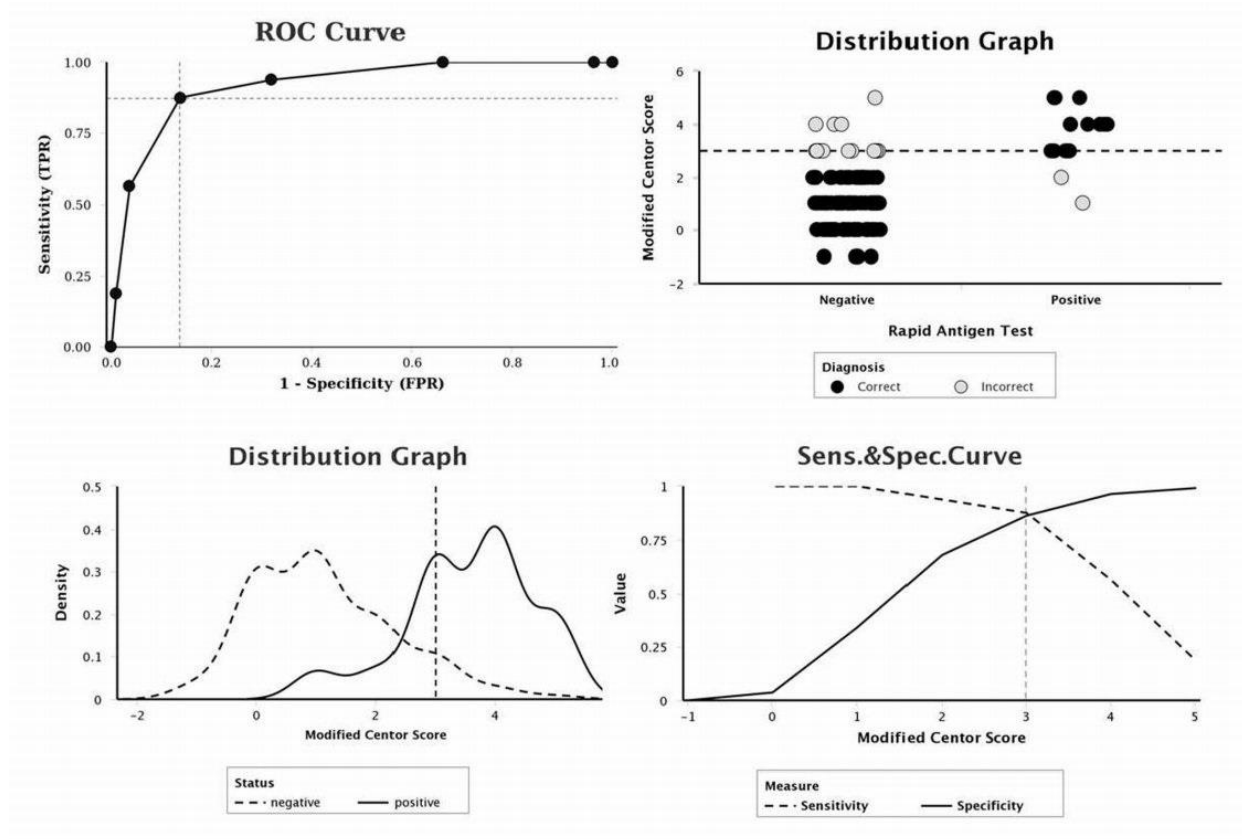 ROC Curve
1.00
0.75
0.50
0.25
0.00
Sensitivity (TPR)
0.0 0.2 0.4 0.6 0.8 1.0
1 - Specificity (FPR)
Distribution Graph
6
4
2
0
−2
Modified Centor Score
Negative Positive
Rapid Antigen Test
Diagnosis
Correct Incorrect
Distribution Graph
0.5
0.4
0.3
0.2
0.1
0
Density
−2 0 2 4
Modified Centor Score
Status
negative positive
Sens.&Spec.Curve
1
0.75
0.5
0.25
0
Value
−1 0 1 2 3 4 5
Modified Centor Score
Measure
Sensitivity Specificity